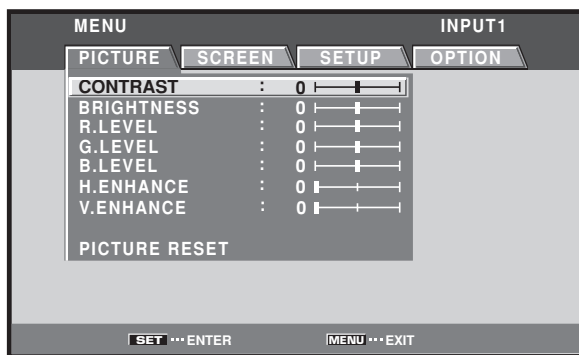 MENU INPUT1
PICTURE SCREEN SETUP OPTION
CONTRAST : 0
BRIGHTNESS : 0
R.LEVEL : 0
G.LEVEL : 0
B.LEVEL : 0
H.ENHANCE : 0
V.ENHANCE : 0
PICTURE RESET
SET ··· ENTER MENU ··· EXIT